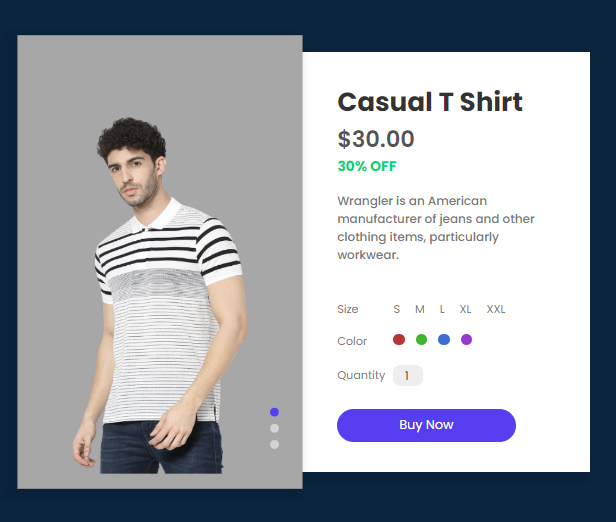 Casual T Shirt
$30.00
30% OFF
Wrangler is an American
manufacturer of jeans and other
clothing items, particularly
workwear.
Size S M L XL XXL
Color
Quantity 1
Buy Now